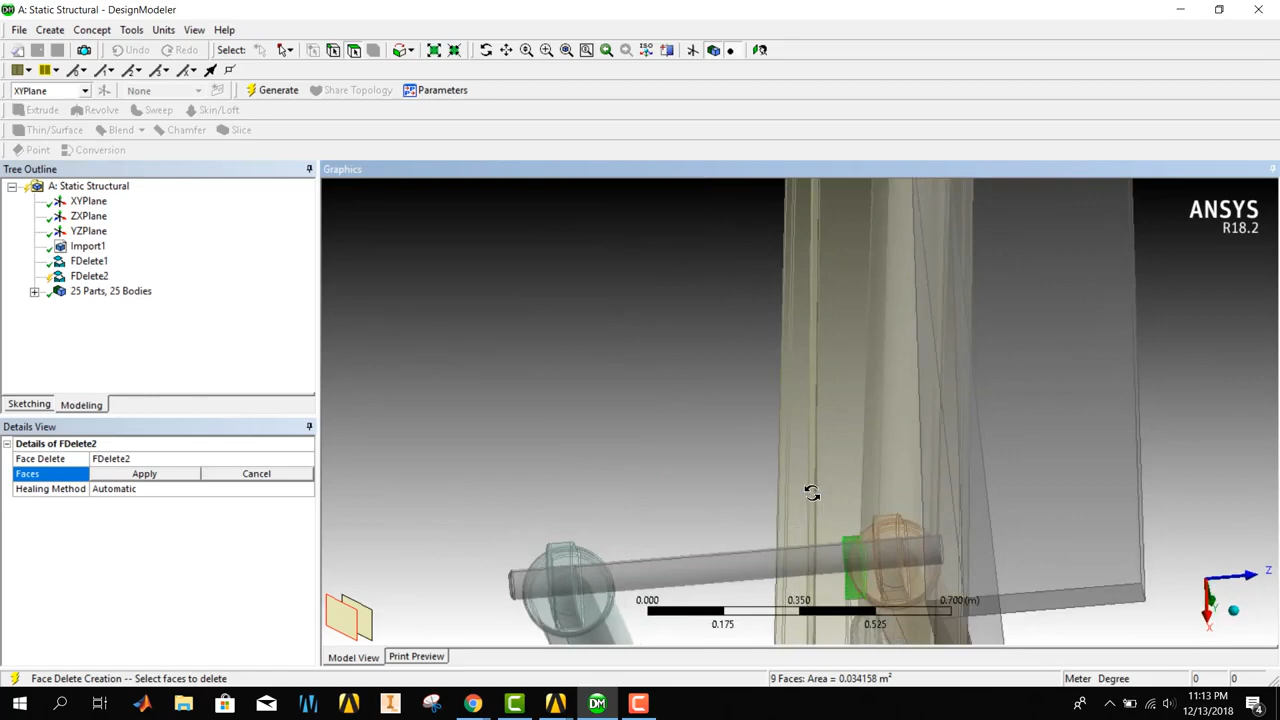 A: Static Structural - DesignModeler
File Create Concept Tools Units View Help
Undo Redo Select: ISO
XYPlane None Generate Share Topology Parameters
Extrude Revolve Sweep Skin/Loft
Thin/Surface Blend Chamfer Slice
Point Conversion
Tree Outline
A: Static Structural
XYPlane
ZXPlane
YZPlane
Import1
FDelete1
FDelete2
25 Parts, 25 Bodies
Sketching Modeling
Details View
Details of FDelete2
Face Delete FDelete2
Faces Apply Cancel
Healing Method Automatic
Graphics
ANSYS
R18.2
0.000 0.350 0.700 (m)
0.175 0.525
Z
Y
X
Model View Print Preview
Face Delete Creation -- Select faces to delete 9 Faces: Area = 0.034158 m² Meter Degree 0 0
DM
11:13 PM
12/13/2018
4